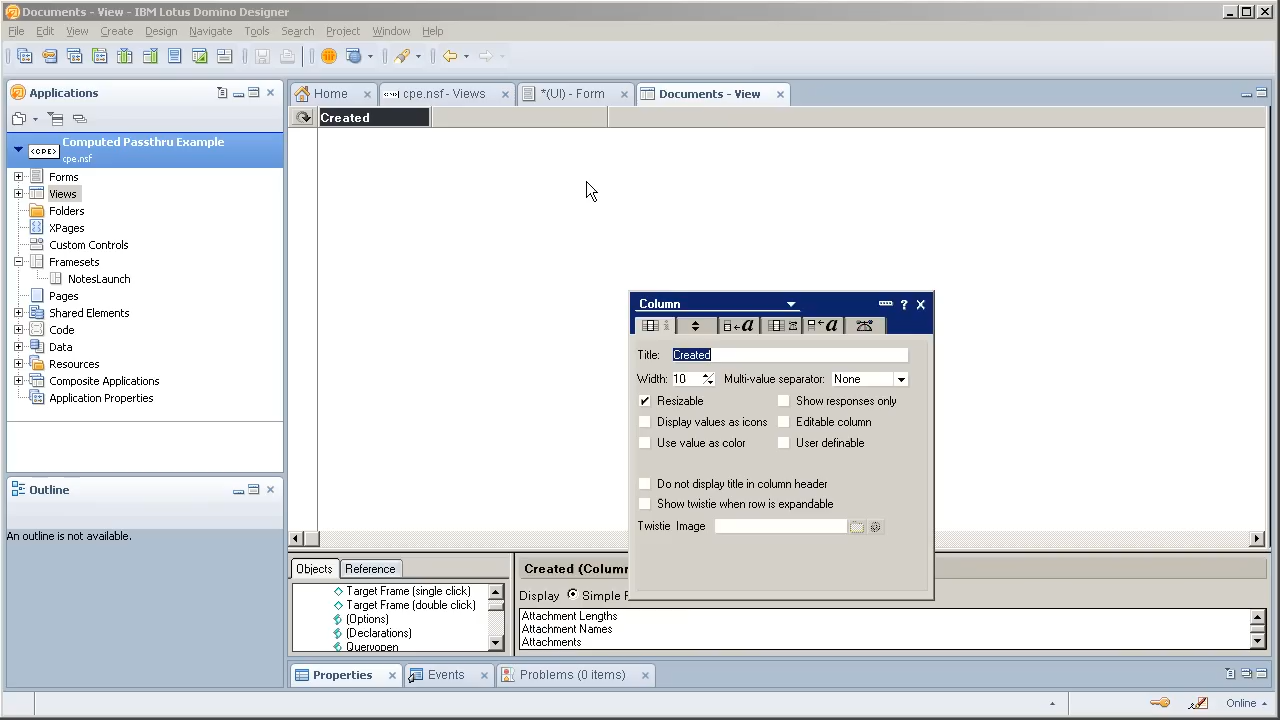 Documents - View - IBM Lotus Domino Designer
File Edit View Create Design Navigate Tools Search Project Window Help
Applications
Home
cpe.nsf - Views
*(UI) - Form
Documents - View
Created
<CPE>
Computed Passthru Example
cpe.nsf
Forms
Views
Folders
XPages
Custom Controls
Framesets
NotesLaunch
Pages
Shared Elements
Code
Data
Resources
Composite Applications
Application Properties
Outline
An outline is not available.
Column
Title: Created
Width: 10 Multi-value separator: None
Resizable Show responses only
Display values as icons Editable column
Use value as color User definable
Do not display title in column header
Show twistie when row is expandable
Twistie Image
Objects Reference
Target Frame (single click)
Target Frame (double click)
(Options)
(Declarations)
Queryopen
Created (Column
Display Simple
Attachment Lengths
Attachment Names
Attachments
Properties Events Problems (0 items)
Online